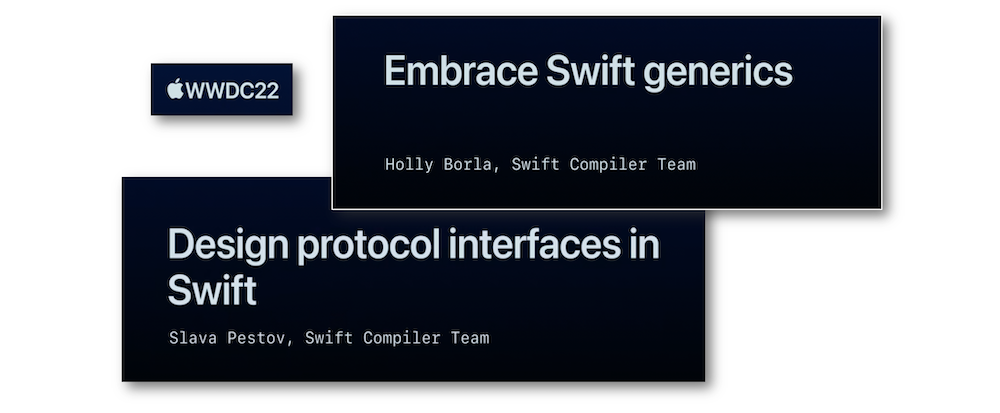 WWDC22
Embrace Swift generics
Holly Borla, Swift Compiler Team
Design protocol interfaces in
Swift
Slava Pestov, Swift Compiler Team